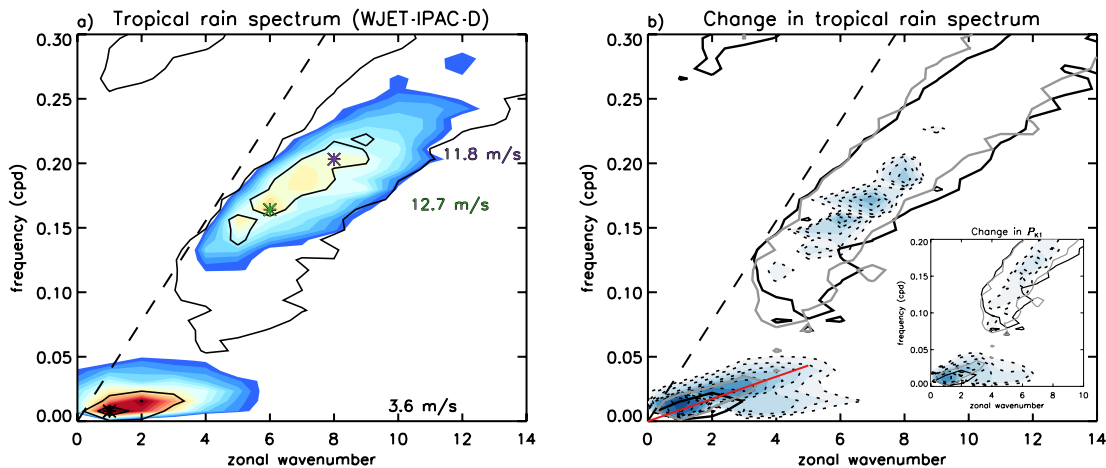 a) Tropical rain spectrum (WJET-IPAC-D)
0.30
0.25
0.20
0.15
0.10
0.05
0.00
frequency (cpd)
11.8 m/s
12.7 m/s
3.6 m/s
0 2 4 6 8 10 12 14
zonal wavenumber
b) Change in tropical rain spectrum
0.30
0.25
0.20
0.15
0.10
0.05
0.00
frequency (cpd)
0 2 4 6 8 10 12 14
zonal wavenumber
Change in PK1
0.20
0.15
0.10
0.05
0.00
frequency (cpd)
0 2 4 6 8 10
zonal wavenumber